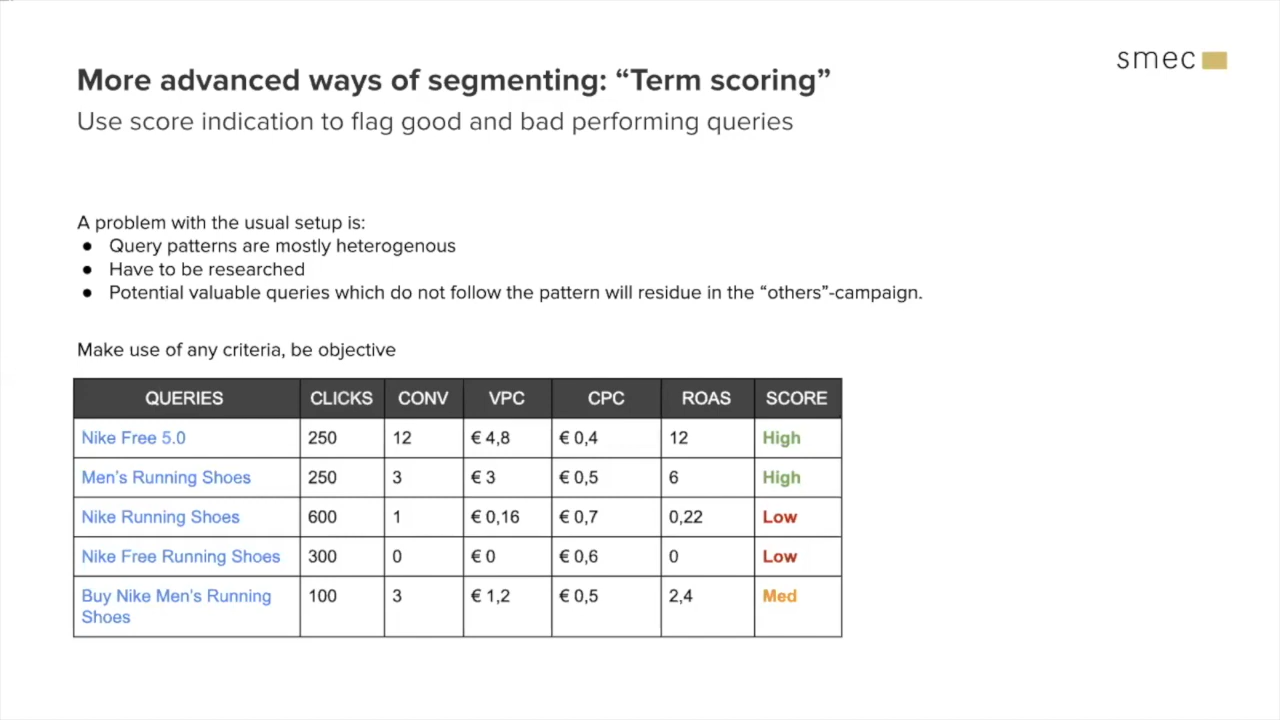 smec
More advanced ways of segmenting: “Term scoring”
Use score indication to flag good and bad performing queries
A problem with the usual setup is:
● Query patterns are mostly heterogenous
● Have to be researched
● Potential valuable queries which do not follow the pattern will residue in the “others”-campaign.
Make use of any criteria, be objective
QUERIES CLICKS CONV VPC CPC ROAS SCORE
Nike Free 5.0 250 12 € 4,8 € 0,4 12 High
Men’s Running Shoes 250 3 € 3 € 0,5 6 High
Nike Running Shoes 600 1 € 0,16 € 0,7 0,22 Low
Nike Free Running Shoes 300 0 € 0 € 0,6 0 Low
Buy Nike Men's Running 100 3 € 1,2 € 0,5 2,4 Med
Shoes